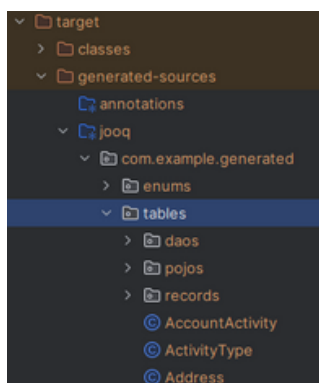 target
classes
generated-sources
annotations
jooq
com.example.generated
enums
tables
daos
pojos
records
AccountActivity
ActivityType
Address